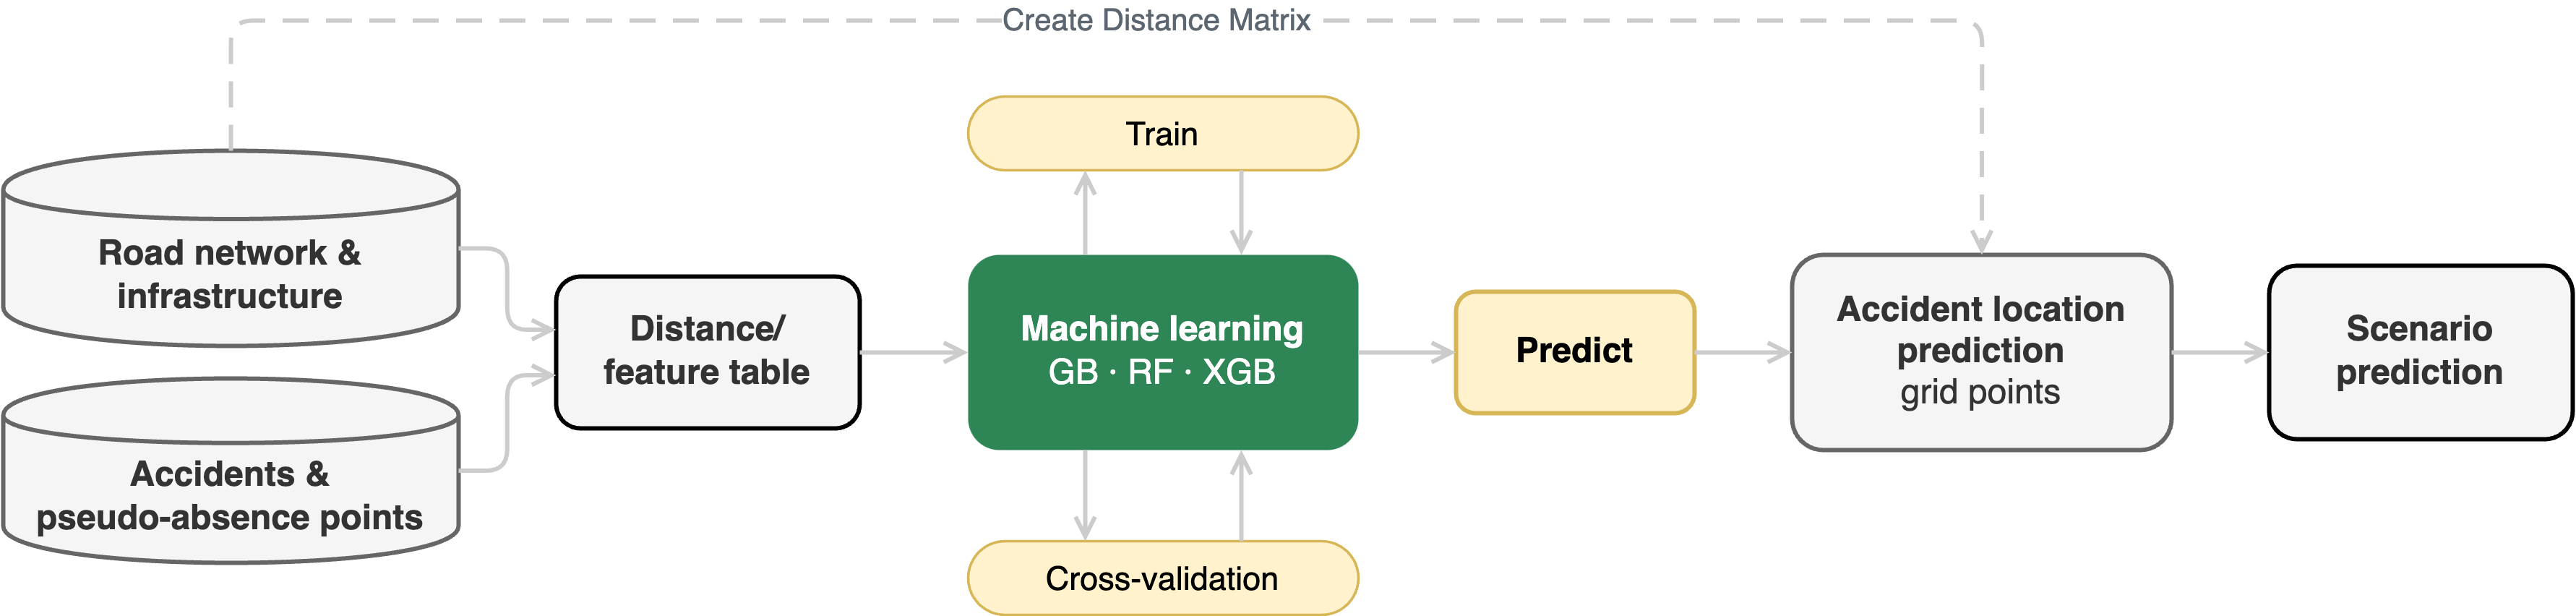 Create Distance Matrix
Train
Road network &
infrastructure
Distance/
feature table
Machine learning
GB · RF · XGB
Predict
Accident location
prediction
grid points
Scenario
prediction
Accidents &
pseudo-absence points
Cross-validation